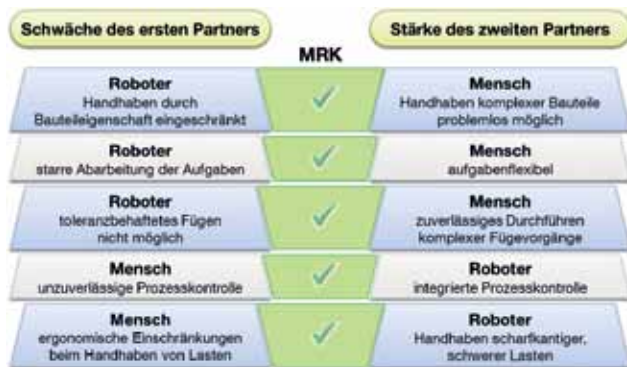 Schwäche des ersten Partners
Stärke des zweiten Partners
MRK
Roboter
Handhaben durch
Bauteileigenschaft eingeschränkt
Mensch
Handhaben komplexer Bauteile
problemlos möglich
Roboter
starre Abarbeitung der Aufgaben
Mensch
aufgabenflexibel
Roboter
toleranzbehaftetes Fügen
nicht möglich
Mensch
zuverlässiges Durchführen
komplexer Fügevorgänge
Mensch
unzuverlässige Prozesskontrolle
Roboter
integrierte Prozesskontrolle
Mensch
ergonomische Einschränkungen
beim Handhaben von Lasten
Roboter
Handhaben scharfkantiger,
schwerer Lasten